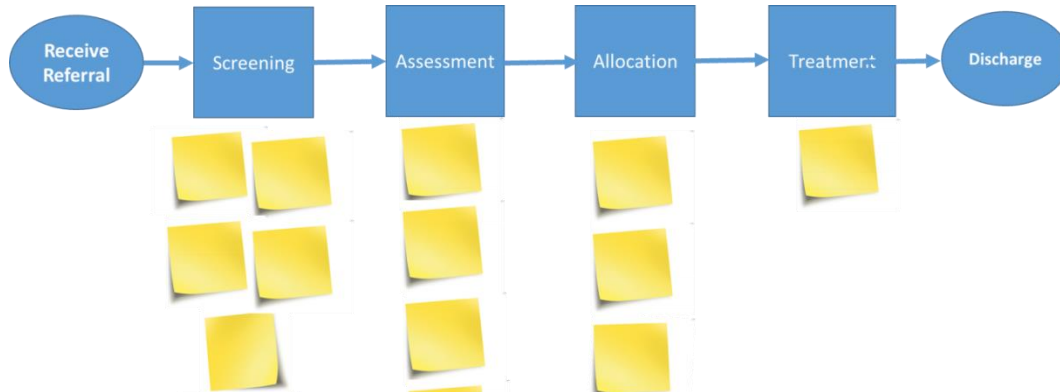 Receive
Referral
Screening
Assessment
Allocation
Treatment
Discharge